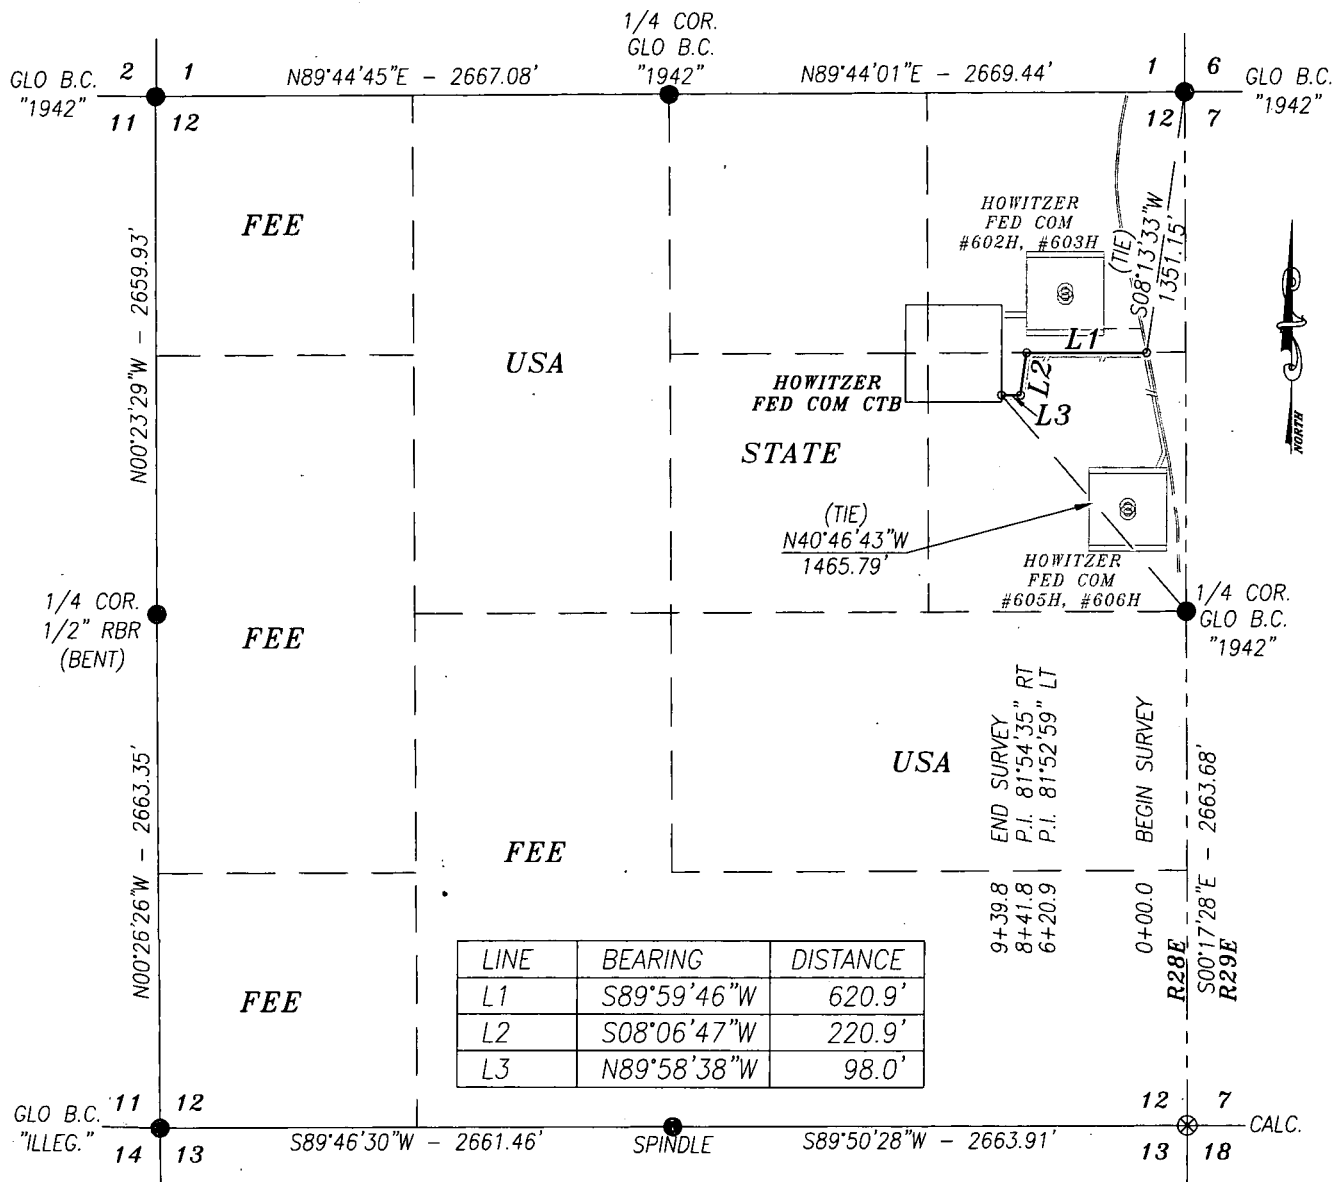 1/4 COR.
GLO B.C.
"1942"
GLO B.C.
"1942"
2 1
11 12
N89°44'45"E - 2667.08'
N89°44'01"E - 2669.44'
1 6
12 7
GLO B.C.
"1942"
FEE
HOWITZER
FED COM
#602H, #603H
(TIE)
S08°13'33"W
1351.15'
N00°23'29"W - 2659.93'
USA
L1
L2
L3
HOWITZER
FED COM CTB
STATE
NORTH
(TIE)
N40°46'43"W
1465.79'
HOWITZER
FED COM
#605H, #606H
1/4 COR.
1/2" RBR
(BENT)
FEE
1/4 COR.
GLO B.C.
"1942"
USA
9+39.8 END SURVEY
8+41.8 P.I. 81°54'35" RT
6+20.9 P.I. 81°52'59" LT
0+00.0 BEGIN SURVEY
N00°26'26"W - 2663.35'
FEE
R28E
S00°17'28"E - 2663.68'
R29E
FEE
LINE BEARING DISTANCE
L1 S89°59'46"W 620.9'
L2 S08°06'47"W 220.9'
L3 N89°58'38"W 98.0'
GLO B.C.
"ILLEG."
11 12
14 13
S89°46'30"W - 2661.46'
SPINDLE
S89°50'28"W - 2663.91'
12 7
13 18
CALC.